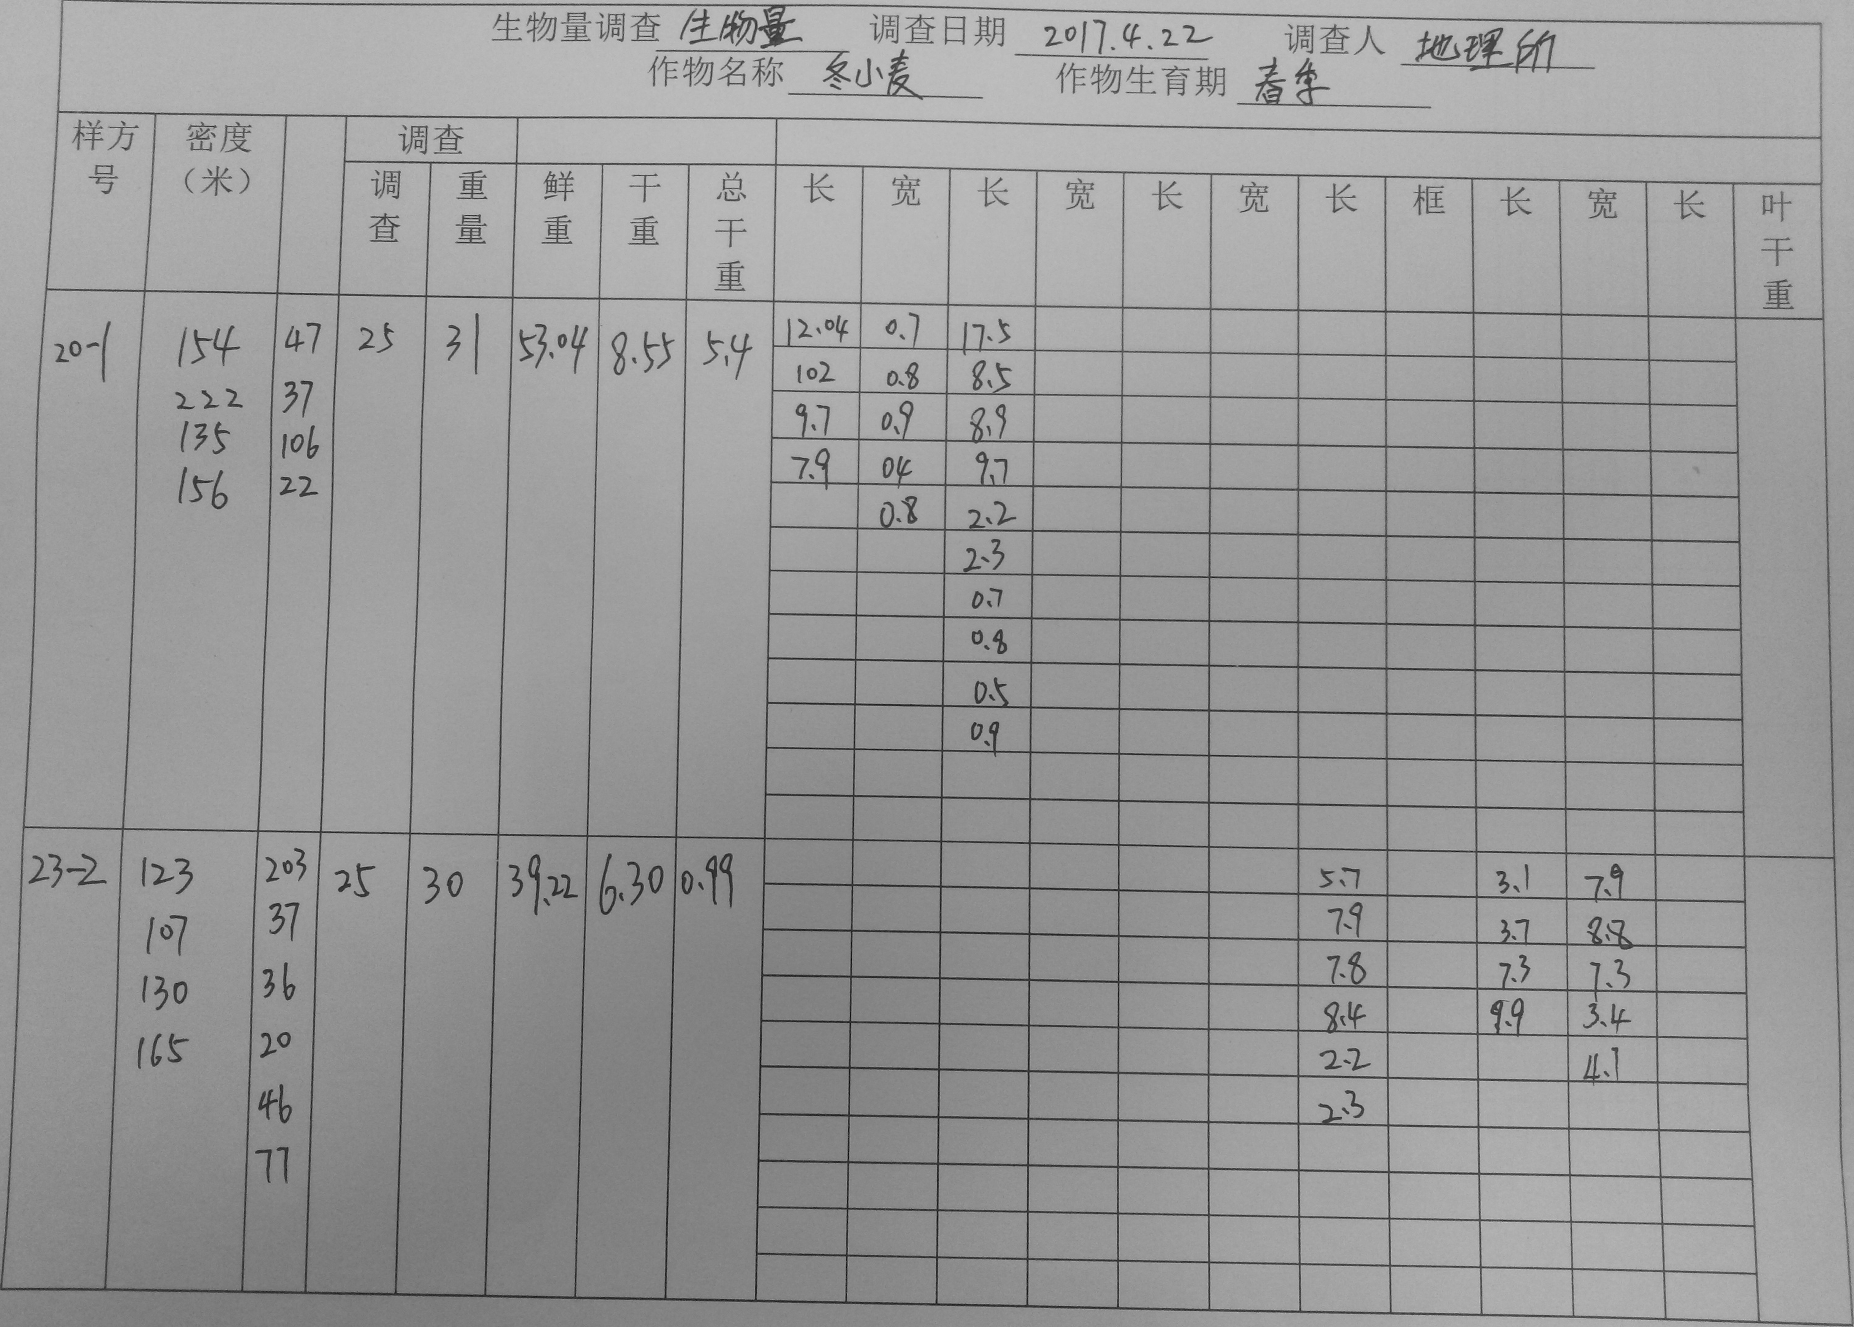 生物量调查 生物量 调查日期 2017.4.22 调查人 地理所
作物名称 冬小麦 作物生育期 春季
样方号 密度（米） 调查 
调查 重量 鲜重 干重 总干重 长 宽 长 宽 长 宽 长 框 长 宽 长 叶干重
20-1 154 47 25 31 53.04 8.55 5.4 12.04 0.7 17.5
222 37 102 0.8 8.5
135 106 9.7 0.9 8.9
156 22 7.9 04 9.7
0.8 2.2
2.3
0.7
0.8
0.5
0.9
23-2 123 203 25 30 39.22 6.30 0.99 5.7 3.1 7.9
107 37 7.9 3.7 8.8
130 36 7.8 7.3 7.3
165 20 8.4 9.9 3.4
46 2.2 4.1
77 2.3